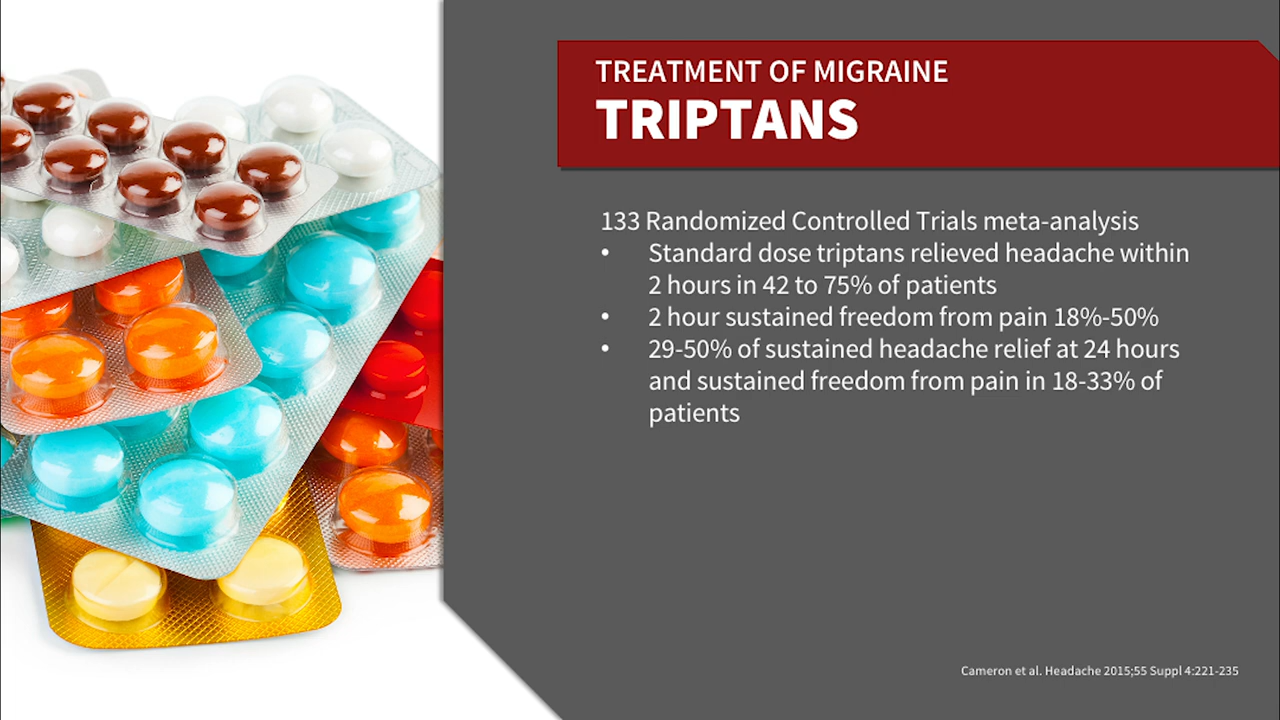 TREATMENT OF MIGRAINE
TRIPTANS
133 Randomized Controlled Trials meta-analysis
• Standard dose triptans relieved headache within
2 hours in 42 to 75% of patients
• 2 hour sustained freedom from pain 18%-50%
• 29-50% of sustained headache relief at 24 hours
and sustained freedom from pain in 18-33% of
patients
Cameron et al. Headache 2015;55 Suppl 4:221-235